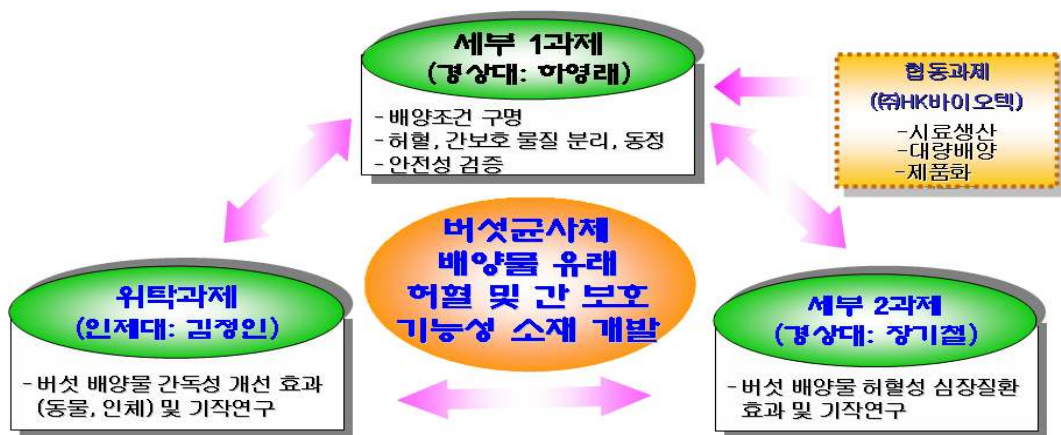 세부 1과제
(경상대: 하영래)
- 배양조건 구명
- 허혈, 간보호 물질 분리, 동정
- 안전성 검증
협동과제
(㈜HK바이오텍)
-시료생산
-대량배양
-제품화
버섯균사체
배양물 유래
허혈 및 간 보호
기능성 소재 개발
위탁과제
(인제대: 김정인)
- 버섯 배양물 간독성 개선 효과
(동물, 인체) 및 기작연구
세부 2과제
(경상대: 장기철)
- 버섯 배양물 허혈성 심장질환
효과 및 기작연구